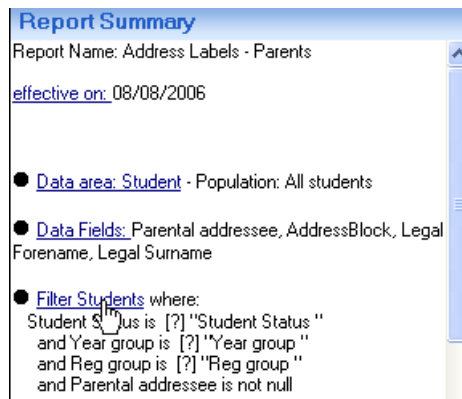 Report Summary
Report Name: Address Labels - Parents
effective on: 08/08/2006
● Data area: Student - Population: All students
● Data Fields: Parental addressee, AddressBlock, Legal
Forename, Legal Surname
● Filter Students where:
Student Status is [?] "Student Status "
and Year group is [?] "Year group "
and Reg group is [?] "Reg group "
and Parental addressee is not null